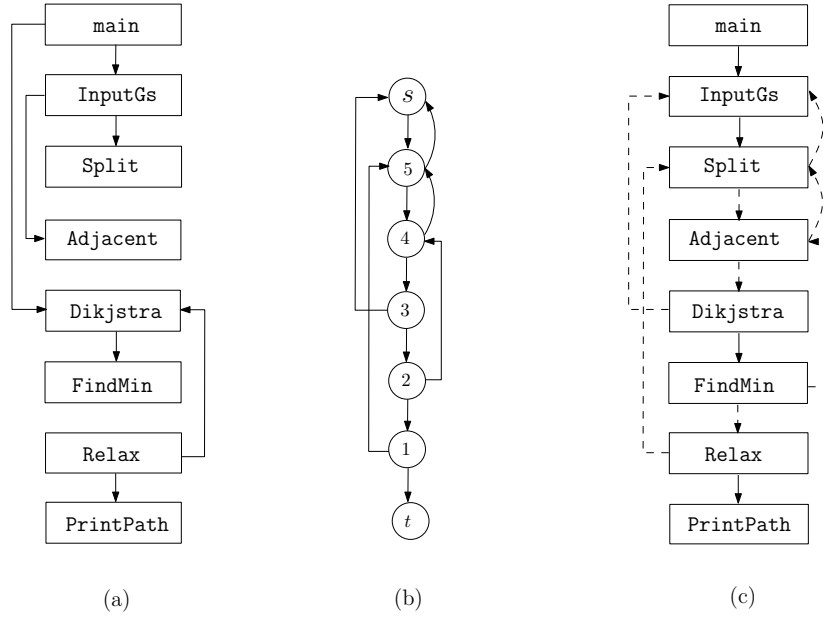 main
InputGs
Split
Adjacent
Dikjstra
FindMin
Relax
PrintPath
(a)
s
5
4
3
2
1
t
(b)
main
InputGs
Split
Adjacent
Dikjstra
FindMin
Relax
PrintPath
(c)